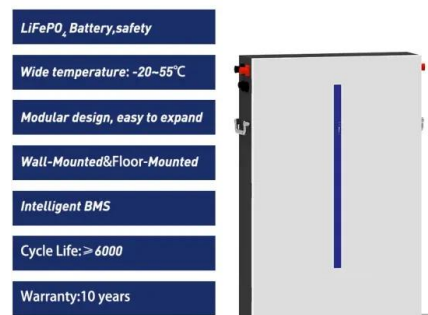 LiFePO₄ Battery,safety
Wide temperature: -20~55℃
Modular design, easy to expand
Wall-Mounted&Floor-Mounted
Intelligent BMS
Cycle Life:≥6000
Warranty:10 years